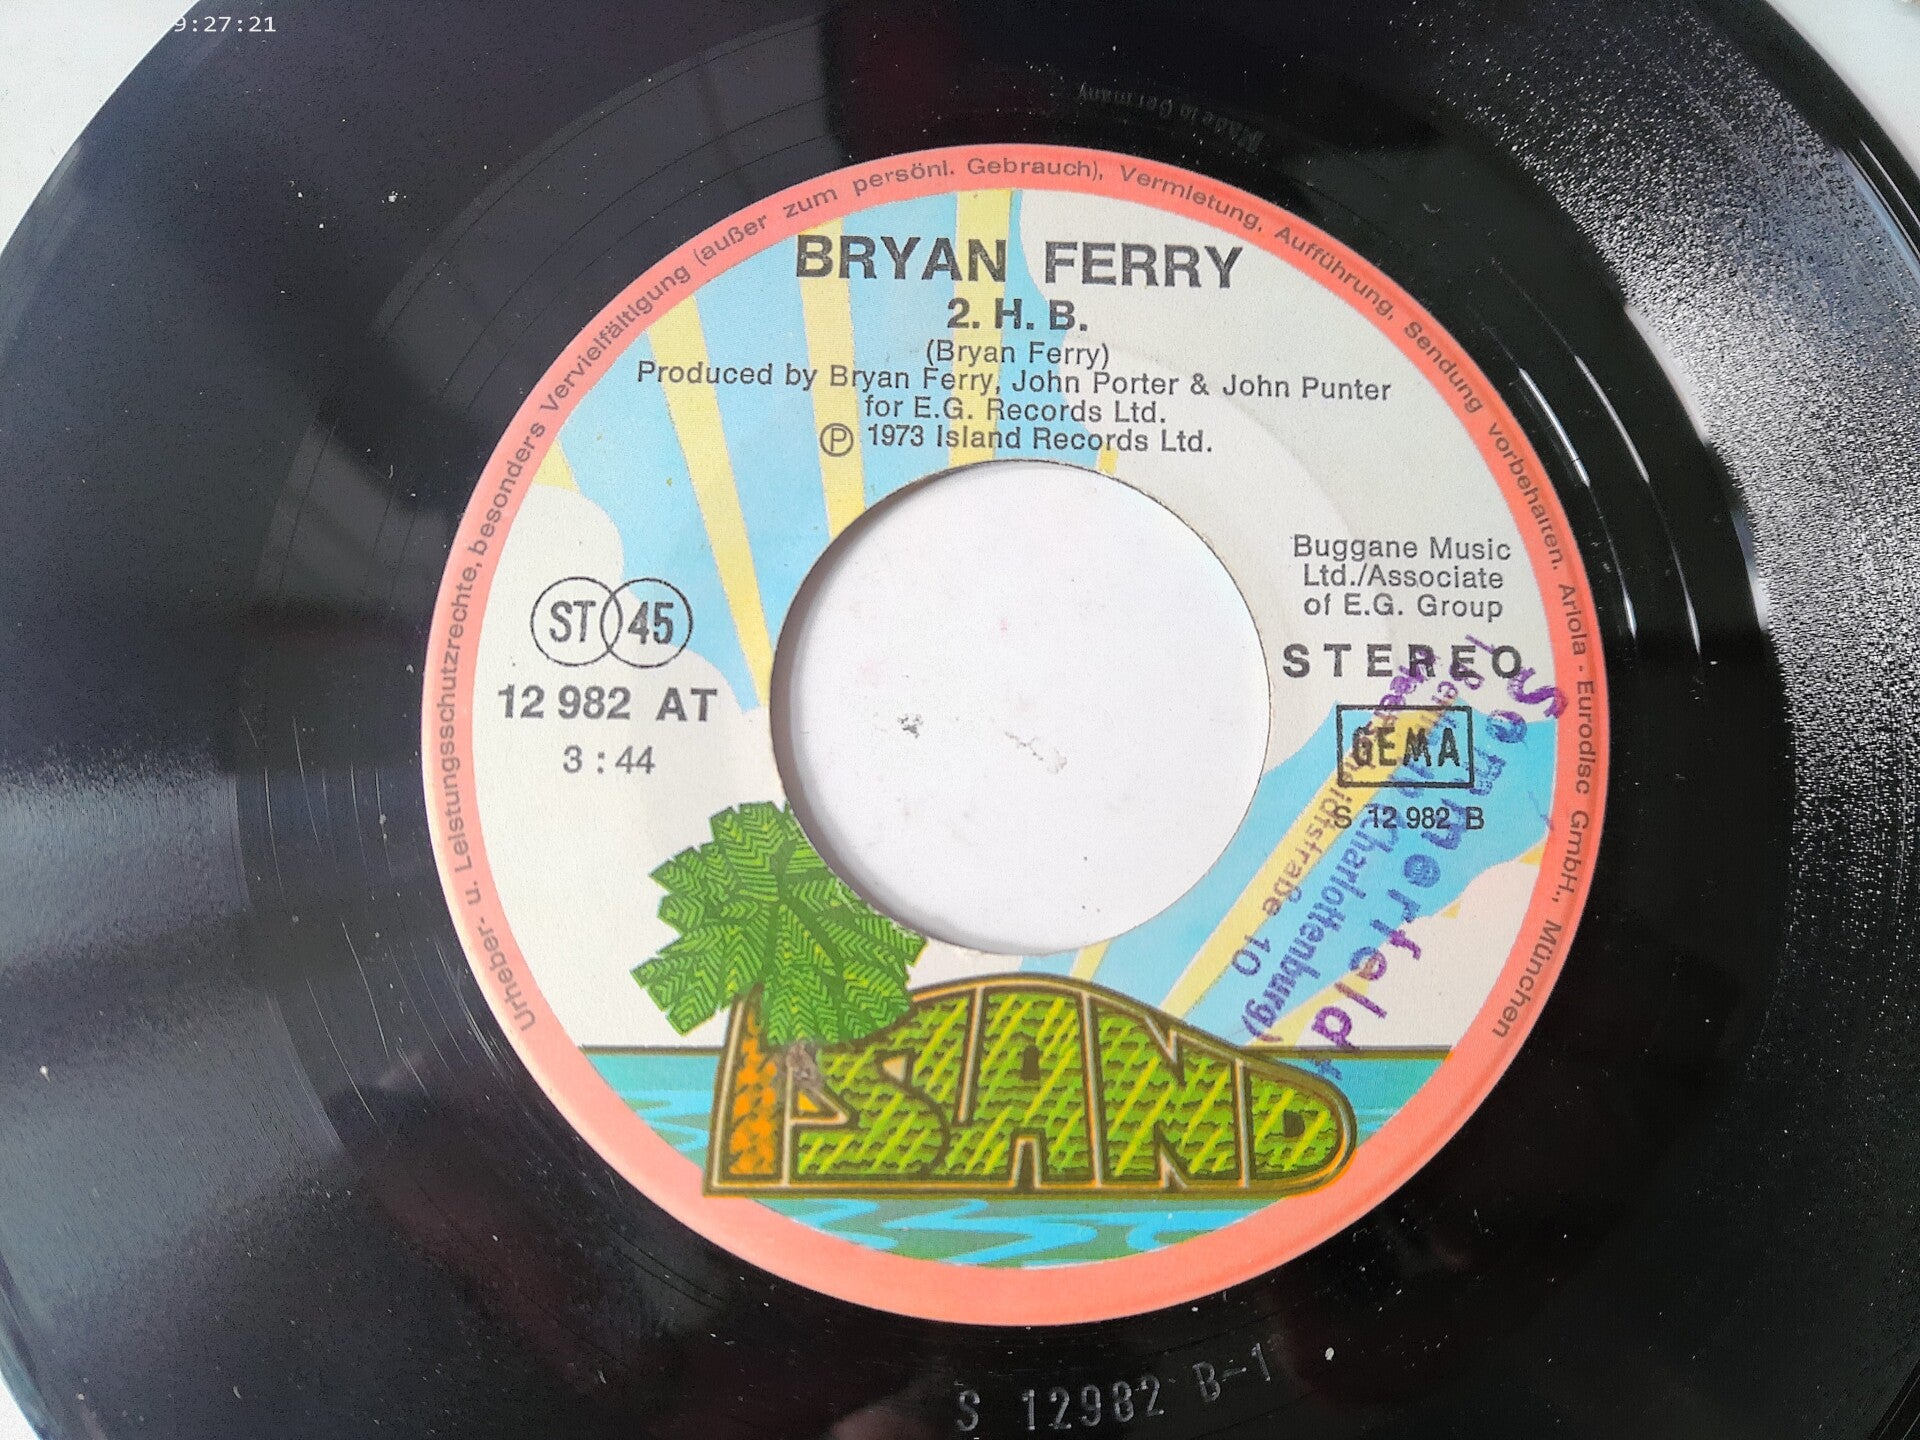 9:27:21
Made in Germany
Urheber- u. Leistungsschutzrechte, besonders Vervielfältigung (außer zum persönl. Gebrauch), Vermietung, Aufführung, Sendung vorbehalten. Ariola - Eurodisc GmbH., München
BRYAN FERRY
2. H. B.
(Bryan Ferry)
Produced by Bryan Ferry, John Porter & John Punter
for E.G. Records Ltd.
Ⓟ 1973 Island Records Ltd.
Buggane Music
Ltd./Associate
of E.G. Group
ST 45
STEREO
12 982 AT
GEMA
3 : 44
S 12 982 B
Sommerfeldt
Berlin (Charlottenburg)
10
ISLAND
S 12982 B-1